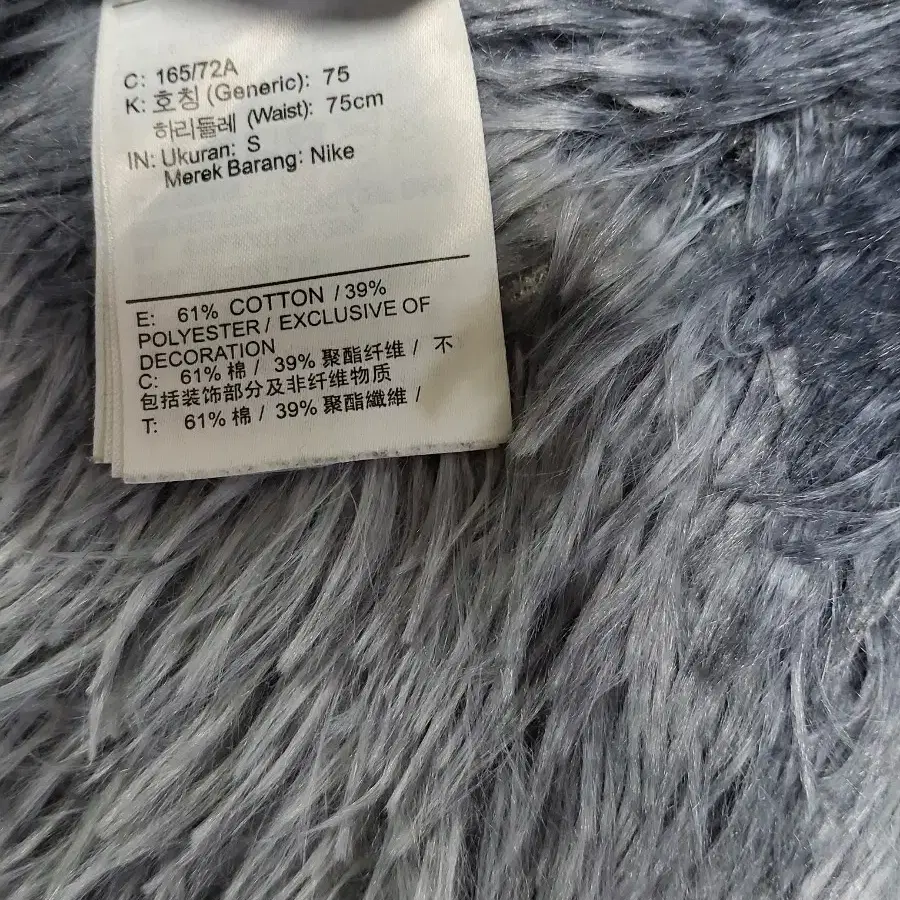 C: 165/72A
K: 호칭 (Generic): 75
하리둘레 (Waist): 75cm
IN: Ukuran: S
Merek Barang: Nike
E: 61% COTTON / 39%
POLYESTER / EXCLUSIVE OF
DECORATION
C: 61% 棉 / 39% 聚酯纤维 / 不
包括装饰部分及非纤维物质
T: 61% 棉 / 39% 聚酯纖維 /